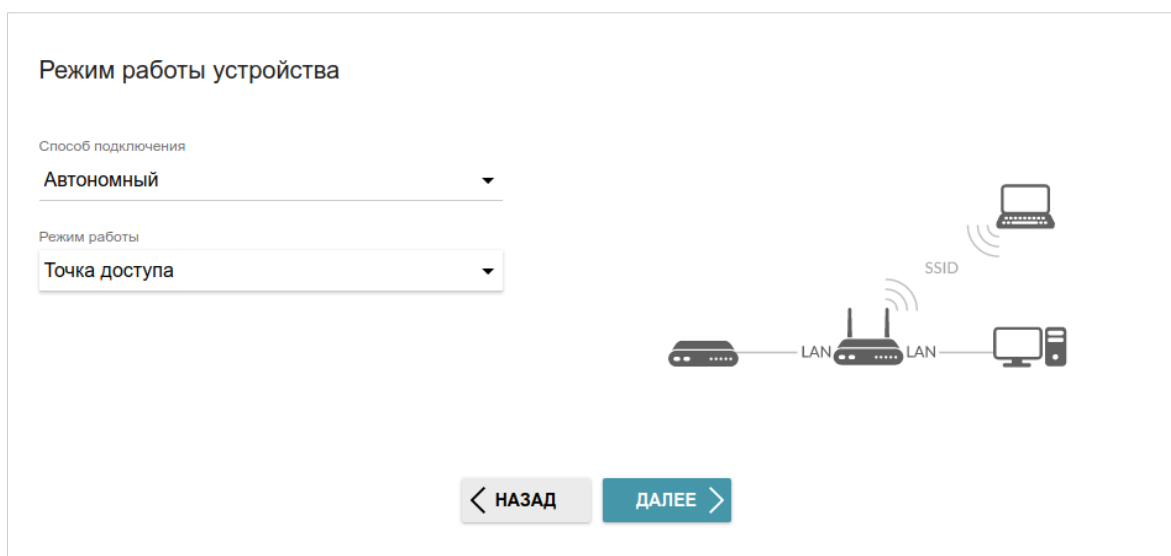 Режим работы устройства
Способ подключения
Автономный
Режим работы
Точка доступа
SSID
LAN LAN
НАЗАД ДАЛЕЕ